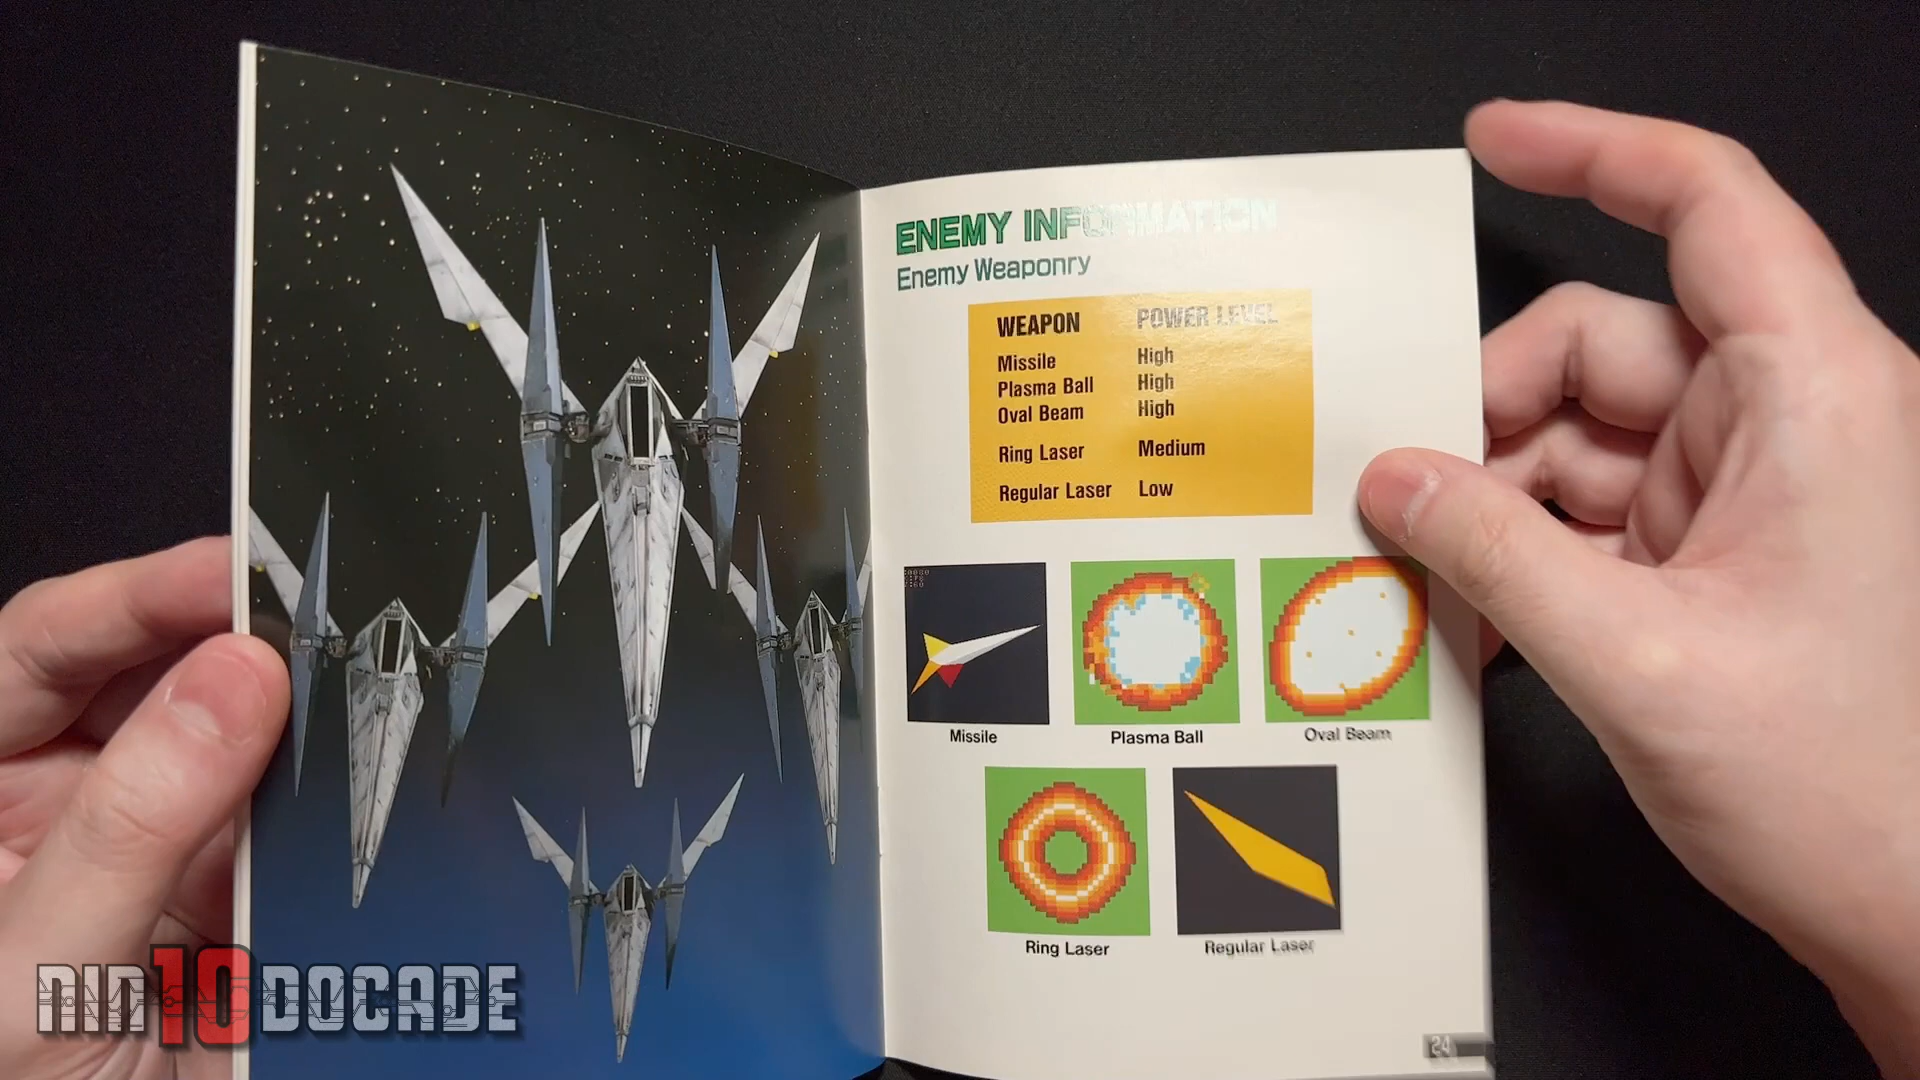 ENEMY INFORMATION
Enemy Weaponry
WEAPON POWER LEVEL
Missile High
Plasma Ball High
Oval Beam High
Ring Laser Medium
Regular Laser Low
Missile
Plasma Ball
Oval Beam
Ring Laser
Regular Laser
24
NIN10DOCADE